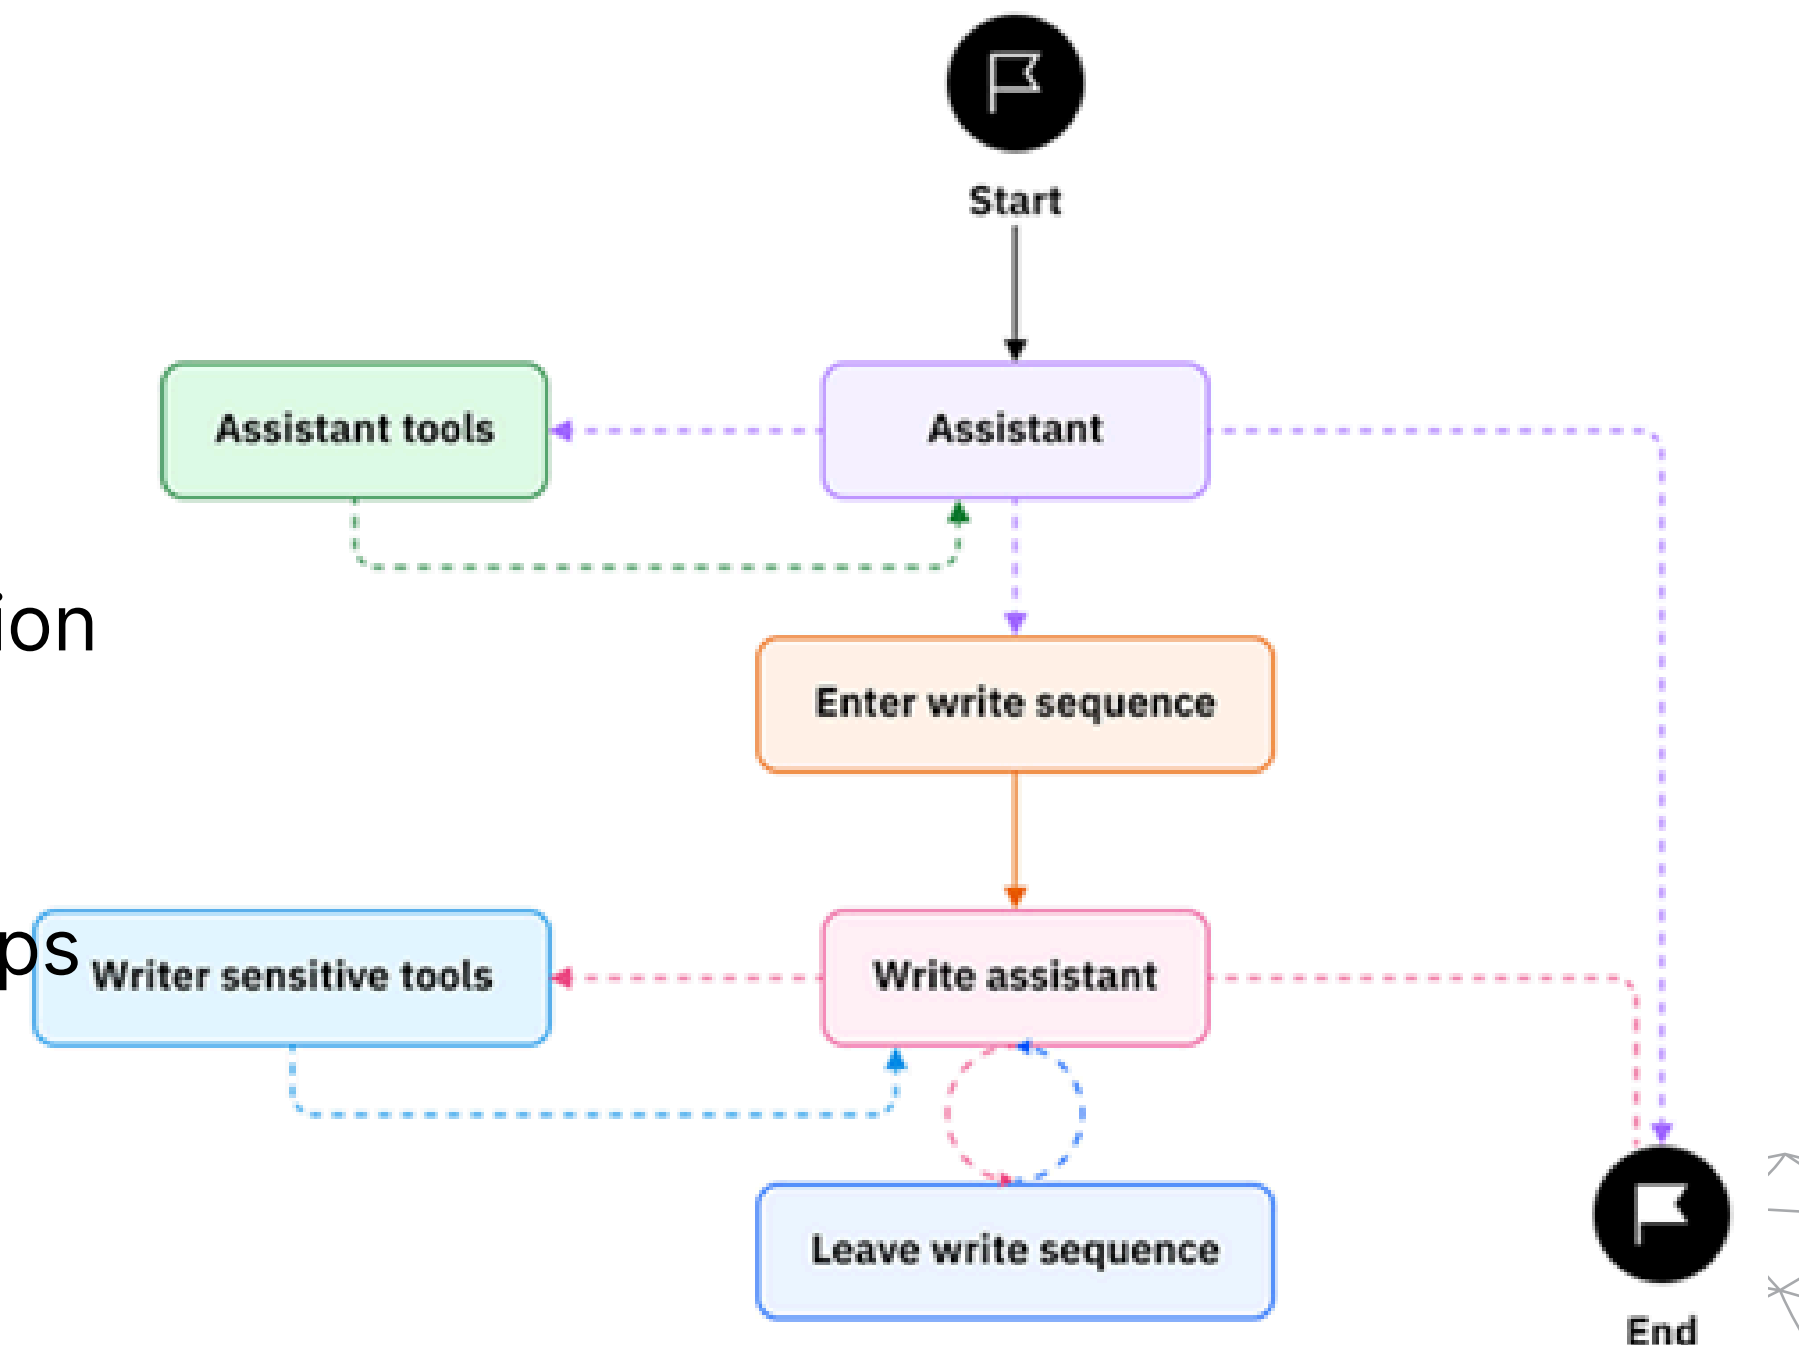 Start
Assistant tools
Assistant
ion
Enter write sequence
ps
Writer sensitive tools
Write assistant
Leave write sequence
End